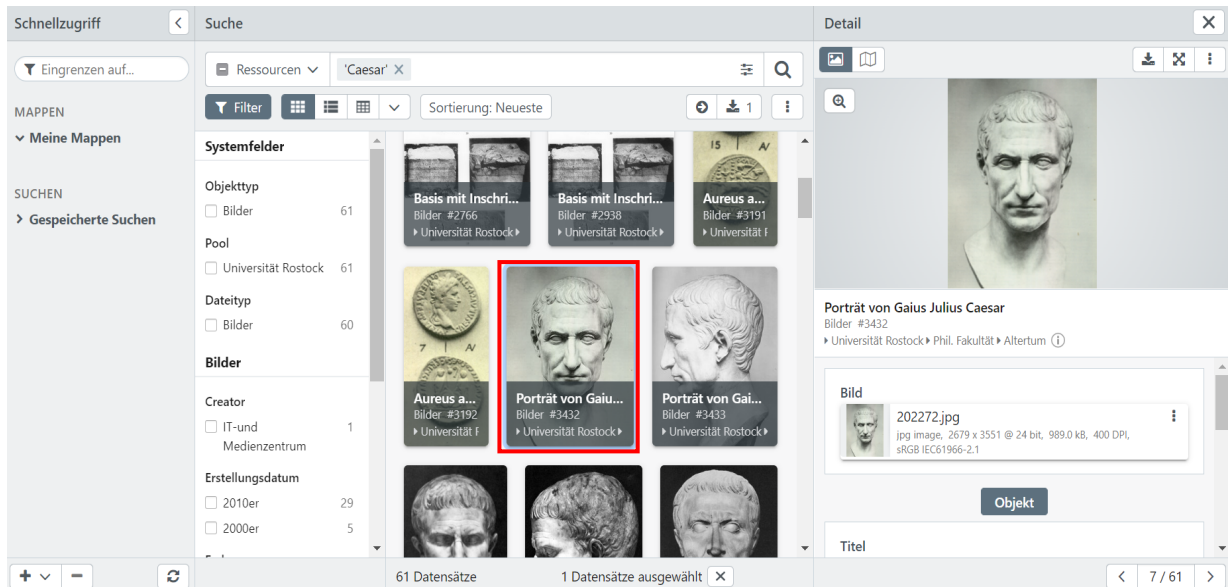 Schnellzugriff
Eingrenzen auf...
MAPPEN
Meine Mappen
SUCHEN
Gespeicherte Suchen
Suche
Ressourcen
'Caesar'
Filter
Sortierung: Neueste
1
Systemfelder
Objekttyp
Bilder 61
Pool
Universität Rostock 61
Dateityp
Bilder 60
Bilder
Creator
IT-und
Medienzentrum 1
Erstellungsdatum
2010er 29
2000er 5
Basis mit Inschri...
Bilder #2766
Universität Rostock
Basis mit Inschri...
Bilder #2938
Universität Rostock
15 AV
Aureus a...
Bilder #3191
Universität F
7 AV
Aureus a...
Bilder #3192
Universität F
Porträt von Gaiu...
Bilder #3432
Universität Rostock
Porträt von Gai...
Bilder #3433
Universität Rostock
61 Datensätze
1 Datensätze ausgewählt
Detail
Porträt von Gaius Julius Caesar
Bilder #3432
Universität Rostock Phil. Fakultät Altertum
Bild
202272.jpg
jpg image, 2679 x 3551 @ 24 bit, 989.0 kB, 400 DPI,
sRGB IEC61966-2.1
Objekt
Titel
7 / 61